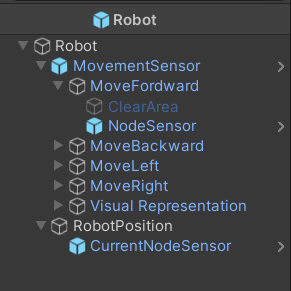 Robot
Robot
MovementSensor
MoveFordward
ClearArea
NodeSensor
MoveBackward
MoveLeft
MoveRight
Visual Representation
RobotPosition
CurrentNodeSensor